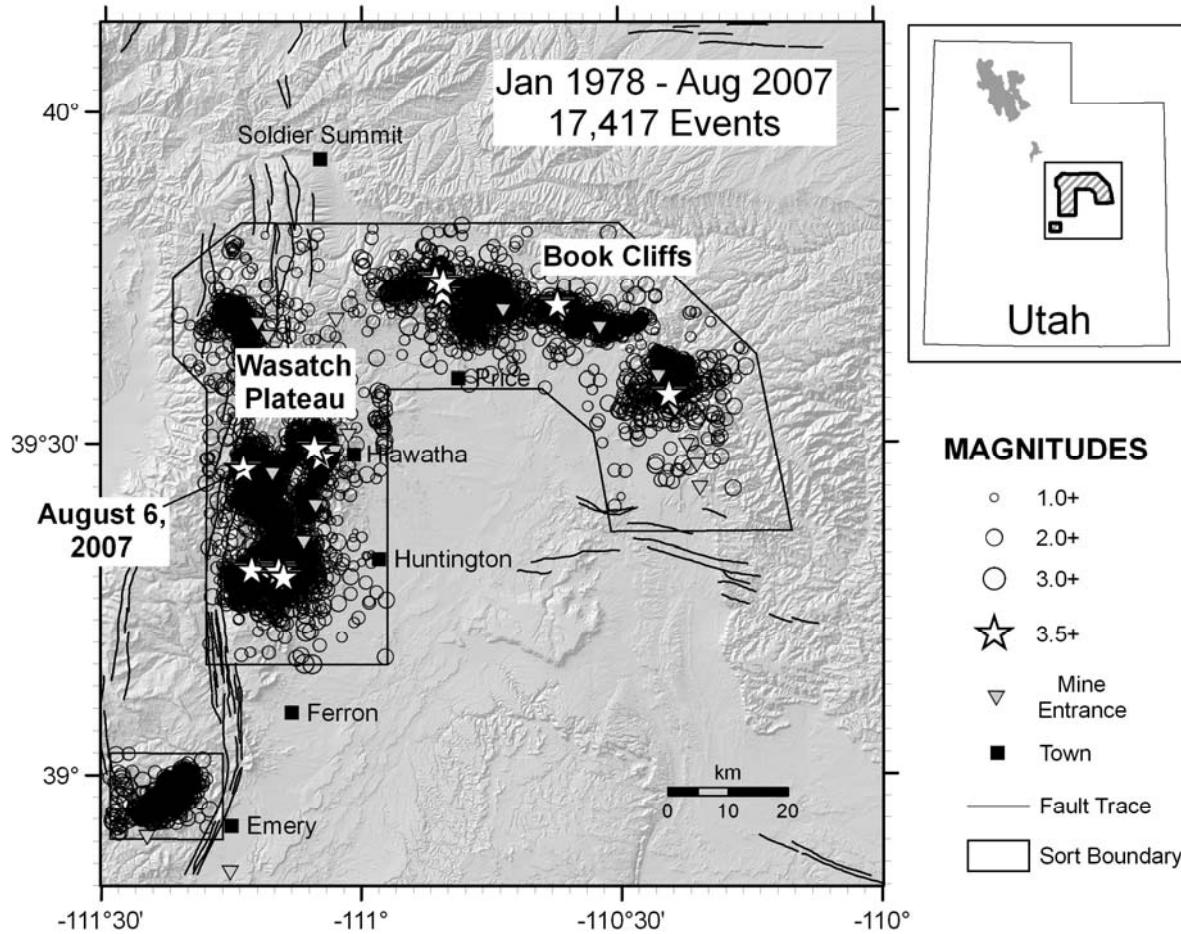 Jan 1978 - Aug 2007
17,417 Events
40°
Soldier Summit
Book Cliffs
Wasatch
Plateau
Price
39°30'
Hiawatha
August 6,
2007
Huntington
Ferron
39°
km
0 10 20
Emery
-111°30'
-111°
-110°30'
-110°
Utah
MAGNITUDES
1.0+
2.0+
3.0+
3.5+
Mine
Entrance
Town
Fault Trace
Sort Boundary